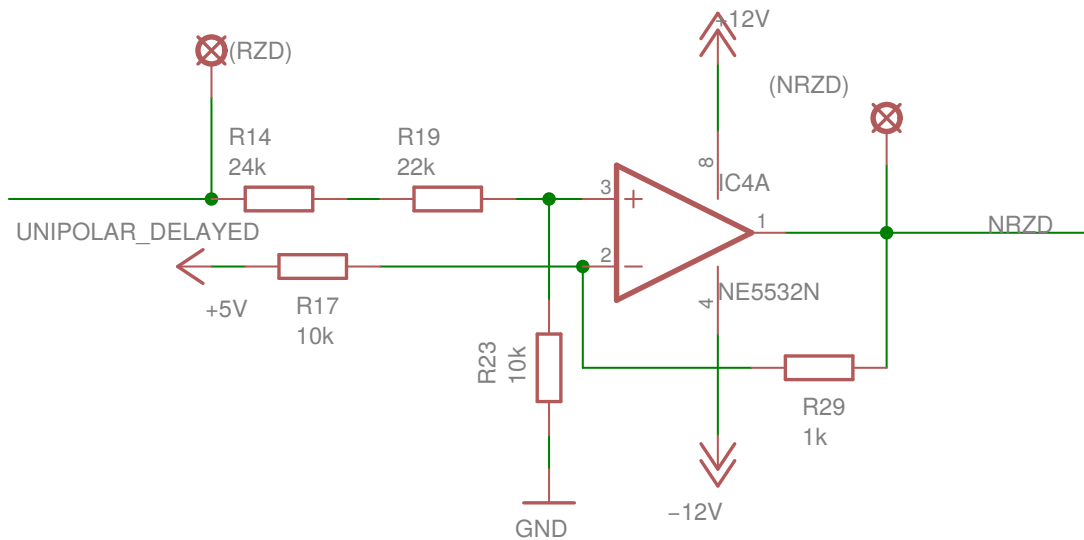 +12V
(RZD)
(NRZD)
R14
24k
R19
22k
8
IC4A
3
+
1
NRZD
UNIPOLAR_DELAYED
2
−
+5V
R17
10k
4
NE5532N
R23
10k
R29
1k
−12V
GND